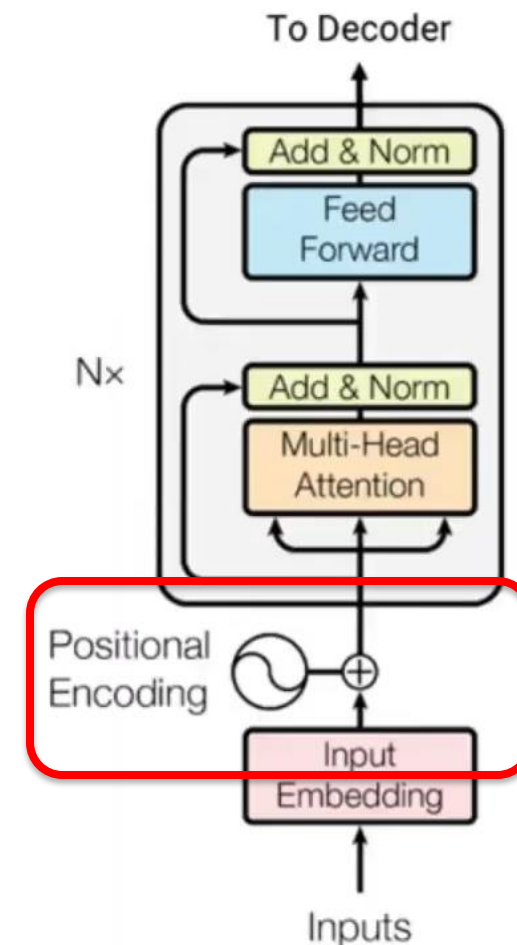 To Decoder
Add & Norm
Feed
Forward
N×
Add & Norm
Multi-Head
Attention
Positional
Encoding
Input
Embedding
Inputs